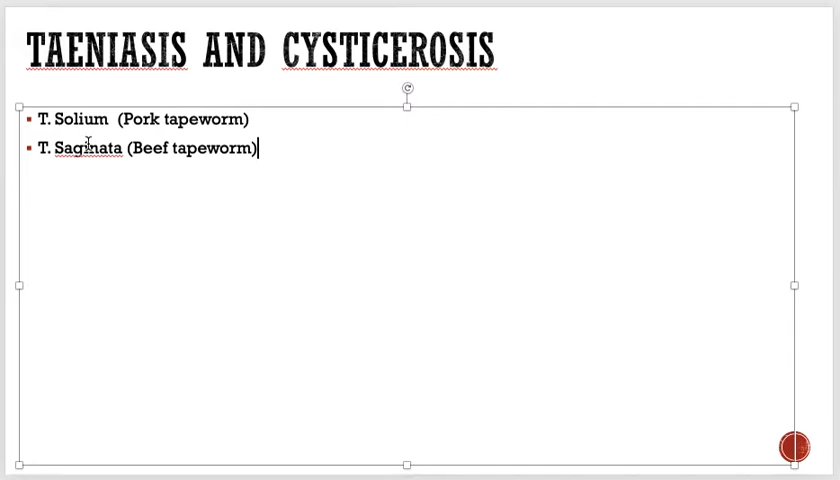 TAENIASIS AND CYSTICEROSIS
T. Solium (Pork tapeworm)
T. Saginata (Beef tapeworm)